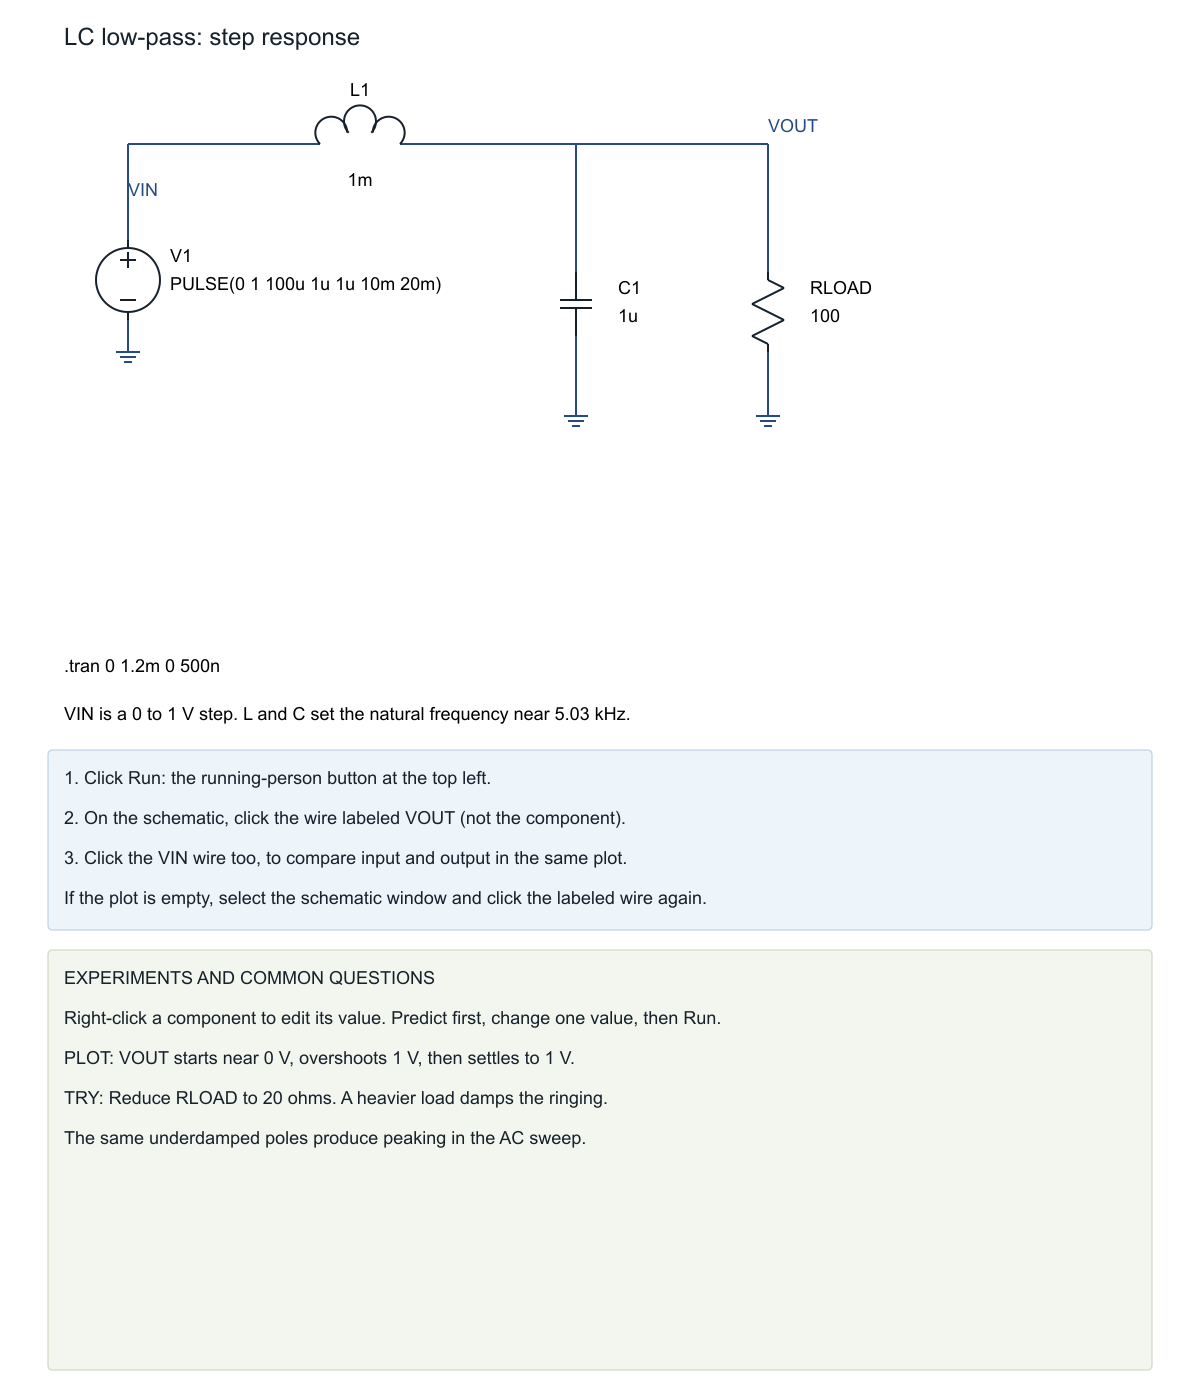 LC low-pass: step response
L1
1m
VOUT
VIN
V1
PULSE(0 1 100u 1u 1u 10m 20m)
C1
1u
RLOAD
100
.tran 0 1.2m 0 500n
VIN is a 0 to 1 V step. L and C set the natural frequency near 5.03 kHz.
1. Click Run: the running-person button at the top left.
2. On the schematic, click the wire labeled VOUT (not the component).
3. Click the VIN wire too, to compare input and output in the same plot.
If the plot is empty, select the schematic window and click the labeled wire again.
EXPERIMENTS AND COMMON QUESTIONS
Right-click a component to edit its value. Predict first, change one value, then Run.
PLOT: VOUT starts near 0 V, overshoots 1 V, then settles to 1 V.
TRY: Reduce RLOAD to 20 ohms. A heavier load damps the ringing.
The same underdamped poles produce peaking in the AC sweep.